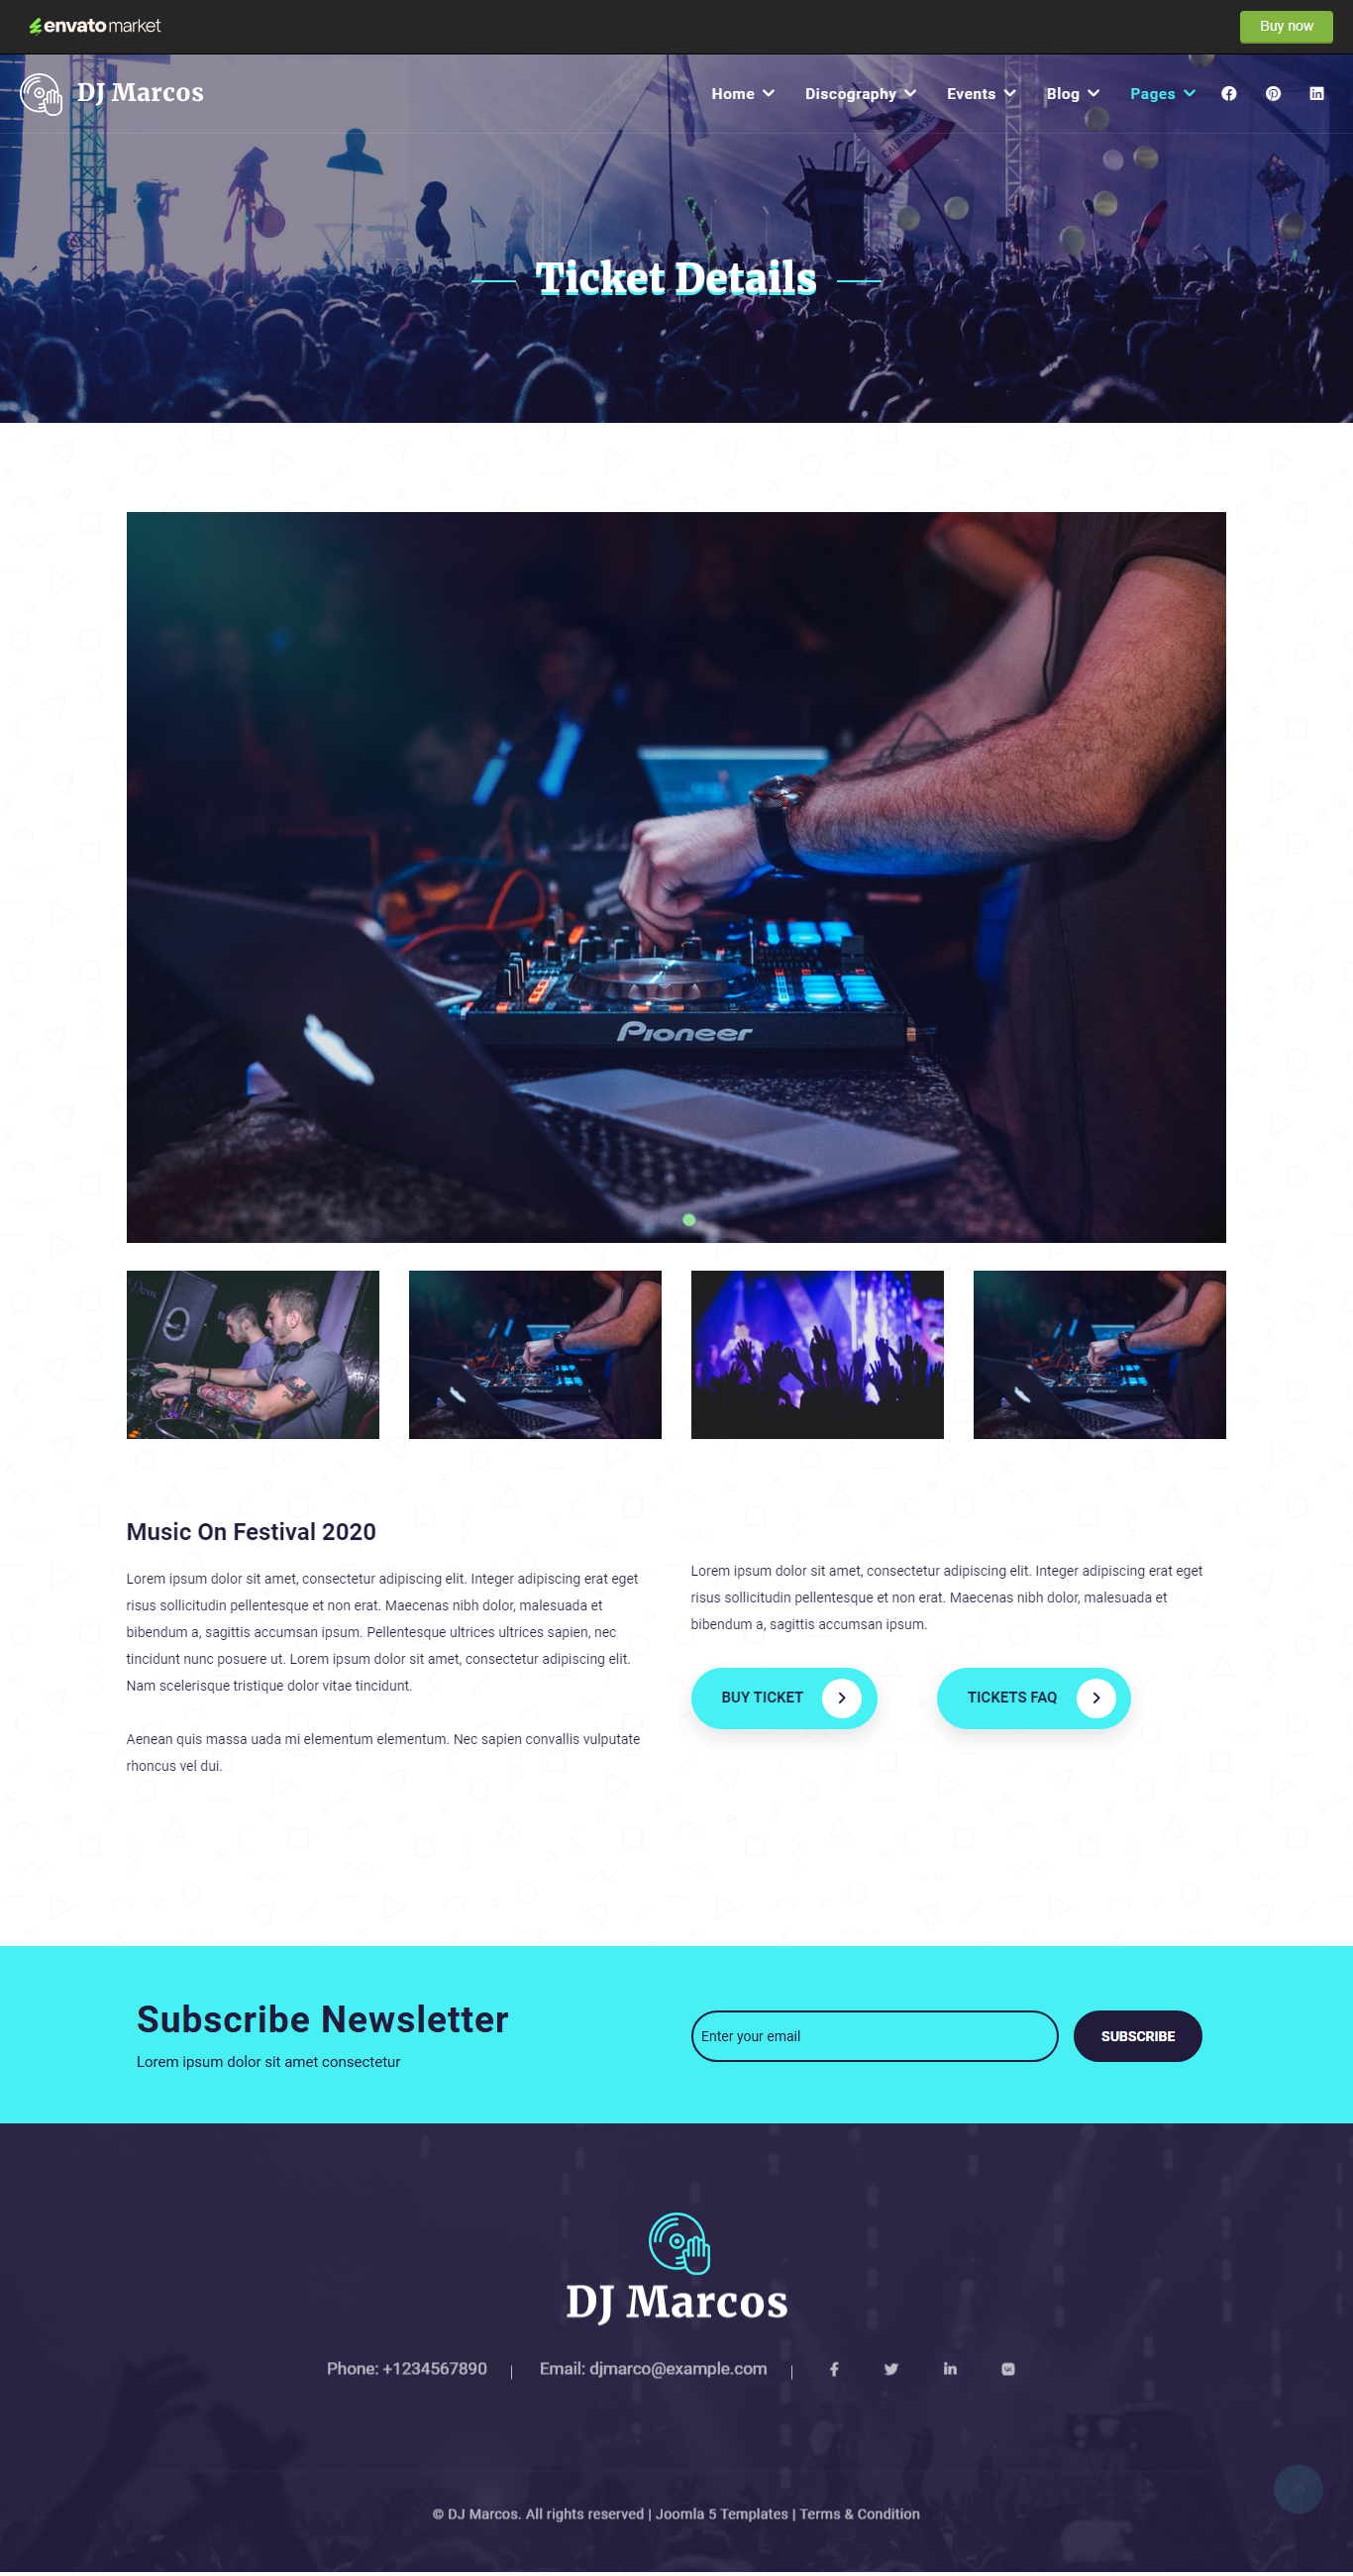 envato market
Buy now
DJ Marcos
Home
Discography
Events
Blog
Pages
CALIFORNIA REP
Ticket Details
Pioneer
Pioneer
Pioneer
Music On Festival 2020
Lorem ipsum dolor sit amet, consectetur adipiscing elit. Integer adipiscing erat eget
risus sollicitudin pellentesque et non erat. Maecenas nibh dolor, malesuada et
bibendum a, sagittis accumsan ipsum. Pellentesque ultrices ultrices sapien, nec
tincidunt nunc posuere ut. Lorem ipsum dolor sit amet, consectetur adipiscing elit.
Nam scelerisque tristique dolor vitae tincidunt.
Aenean quis massa uada mi elementum elementum. Nec sapien convallis vulputate
rhoncus vel dui.
Lorem ipsum dolor sit amet, consectetur adipiscing elit. Integer adipiscing erat eget
risus sollicitudin pellentesque et non erat. Maecenas nibh dolor, malesuada et
bibendum a, sagittis accumsan ipsum.
BUY TICKET
TICKETS FAQ
Subscribe Newsletter
Lorem ipsum dolor sit amet consectetur
Enter your email
SUBSCRIBE
DJ Marcos
Phone: +1234567890
Email: djmarco@example.com
© DJ Marcos. All rights reserved | Joomla 5 Templates | Terms & Condition